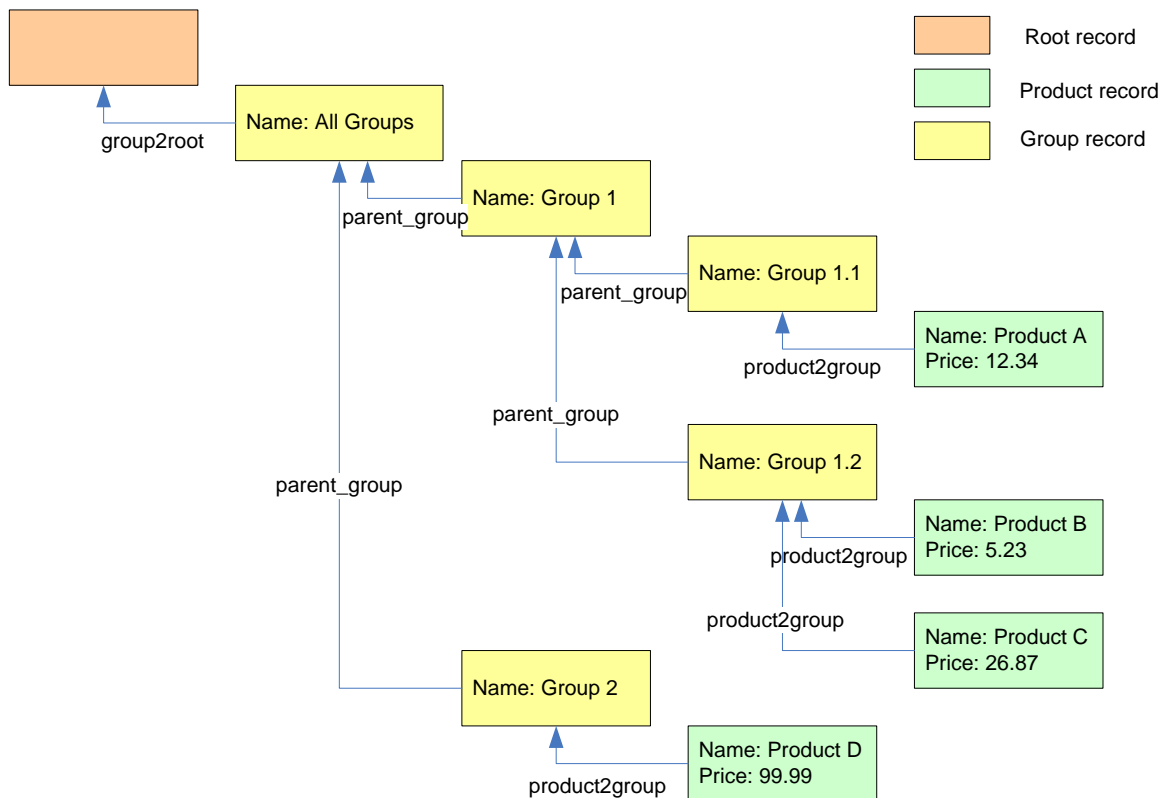 Root record
Product record
Group record
group2root
Name: All Groups
parent_group
Name: Group 1
parent_group
Name: Group 1.1
product2group
Name: Product A
Price: 12.34
parent_group
Name: Group 1.2
product2group
Name: Product B
Price: 5.23
product2group
Name: Product C
Price: 26.87
parent_group
Name: Group 2
product2group
Name: Product D
Price: 99.99